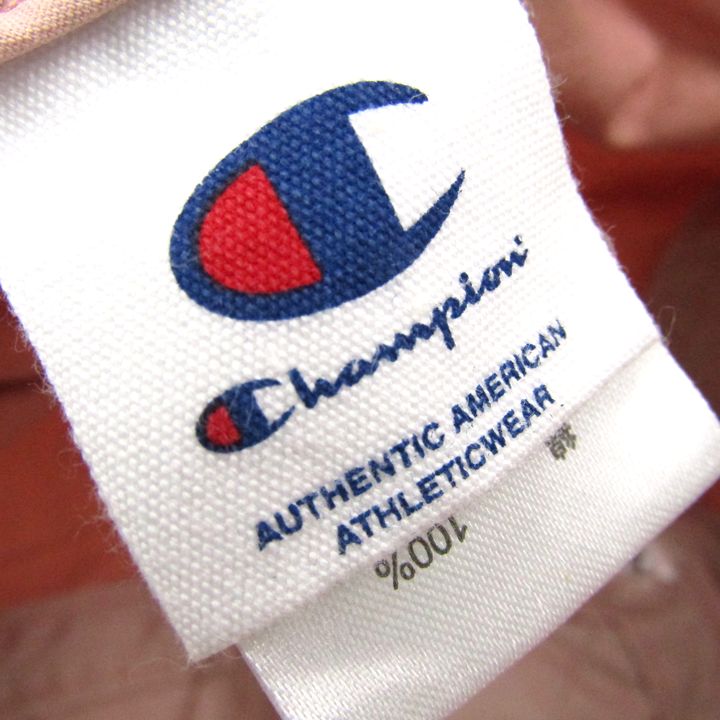 Champion
AUTHENTIC AMERICAN
ATHLETICWEAR
100%